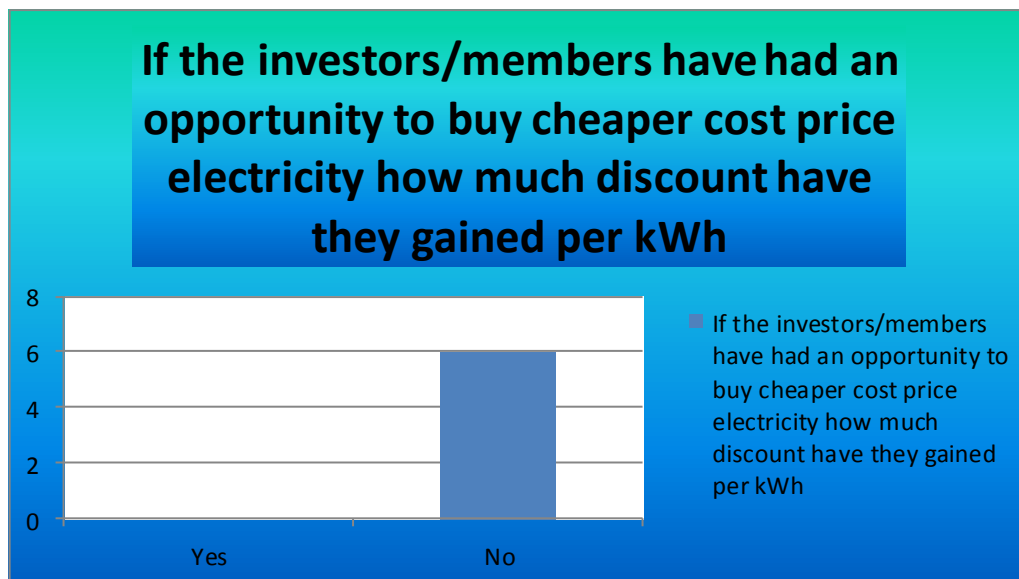 If the investors/members have had an
opportunity to buy cheaper cost price
electricity how much discount have
they gained per kWh
8
6
4
2
0
Yes
No
If the investors/members
have had an opportunity to
buy cheaper cost price
electricity how much
discount have they gained
per kWh